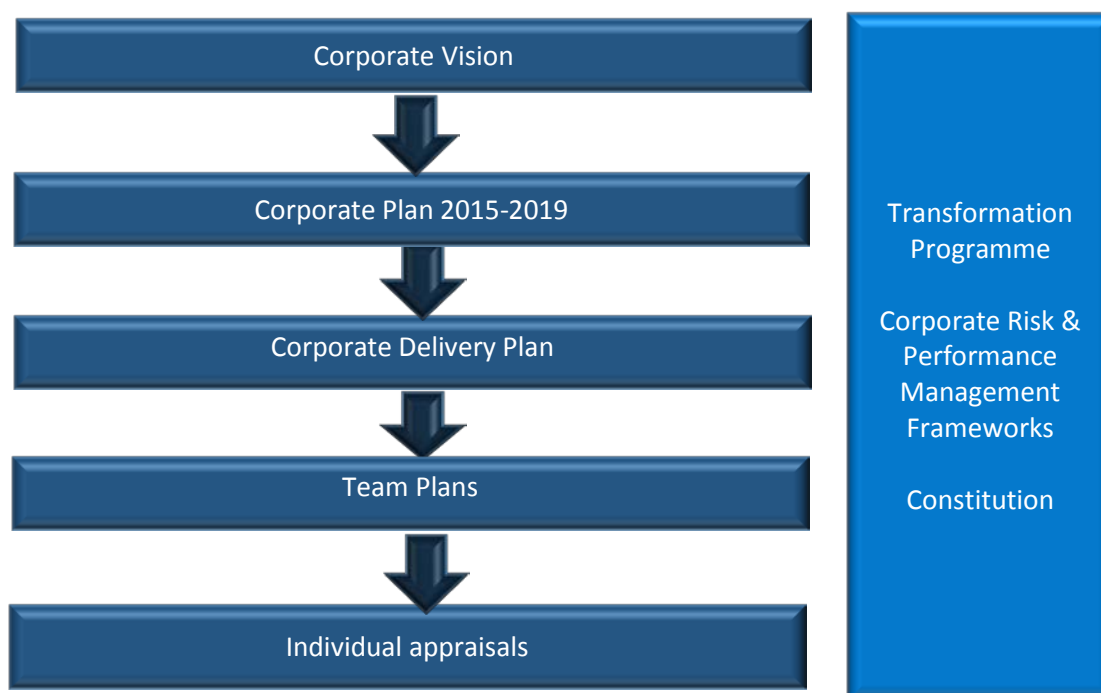 Corporate Vision
Corporate Plan 2015-2019
Corporate Delivery Plan
Team Plans
Individual appraisals
Transformation
Programme
Corporate Risk &
Performance
Management
Frameworks
Constitution